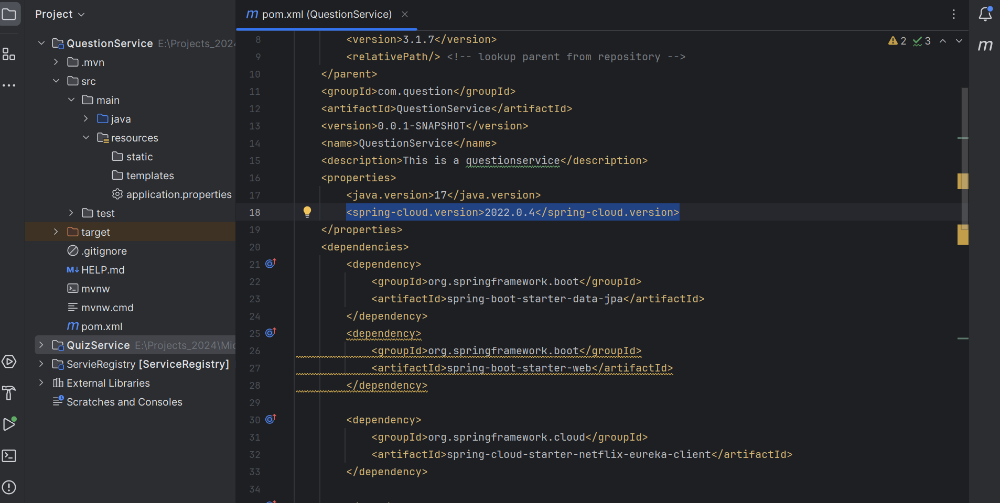 Project
QuestionService E:\Projects_2024
.mvn
src
main
java
resources
static
templates
application.properties
test
target
.gitignore
M↓ HELP.md
mvnw
mvnw.cmd
m pom.xml
QuizService E:\Projects_2024\Mic
ServieRegistry [ServiceRegistry]
External Libraries
Scratches and Consoles
m pom.xml (QuestionService)
2 3
m
8 <version>3.1.7</version>
9 <relativePath/> <!-- lookup parent from repository -->
10 </parent>
11 <groupId>com.question</groupId>
12 <artifactId>QuestionService</artifactId>
13 <version>0.0.1-SNAPSHOT</version>
14 <name>QuestionService</name>
15 <description>This is a questionservice</description>
16 <properties>
17 <java.version>17</java.version>
18 <spring-cloud.version>2022.0.4</spring-cloud.version>
19 </properties>
20 <dependencies>
21 <dependency>
22 <groupId>org.springframework.boot</groupId>
23 <artifactId>spring-boot-starter-data-jpa</artifactId>
24 </dependency>
25 <dependency>
26 <groupId>org.springframework.boot</groupId>
27 <artifactId>spring-boot-starter-web</artifactId>
28 </dependency>
29
30 <dependency>
31 <groupId>org.springframework.cloud</groupId>
32 <artifactId>spring-cloud-starter-netflix-eureka-client</artifactId>
33 </dependency>
34